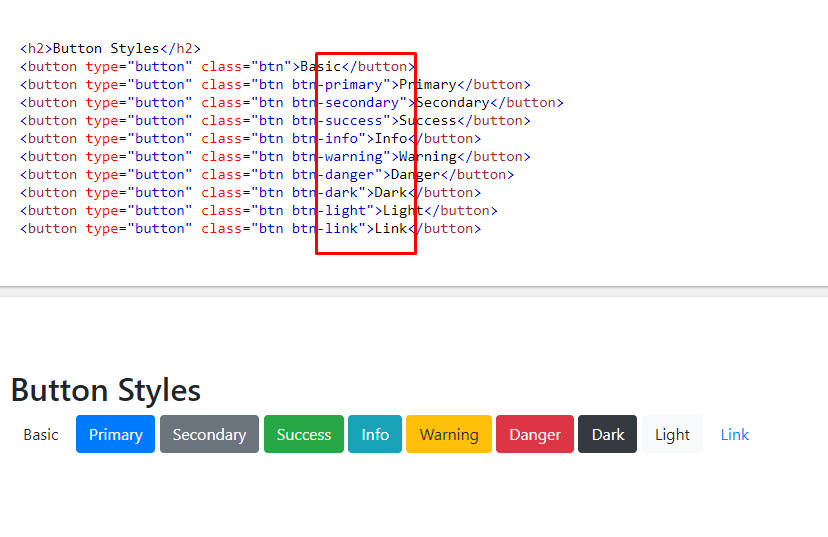 <h2>Button Styles</h2>
<button type="button" class="btn">Basic</button>
<button type="button" class="btn btn-primary">Primary</button>
<button type="button" class="btn btn-secondary">Secondary</button>
<button type="button" class="btn btn-success">Success</button>
<button type="button" class="btn btn-info">Info</button>
<button type="button" class="btn btn-warning">Warning</button>
<button type="button" class="btn btn-danger">Danger</button>
<button type="button" class="btn btn-dark">Dark</button>
<button type="button" class="btn btn-light">Light</button>
<button type="button" class="btn btn-link">Link</button>
Button Styles
Basic Primary Secondary Success Info Warning Danger Dark Light Link